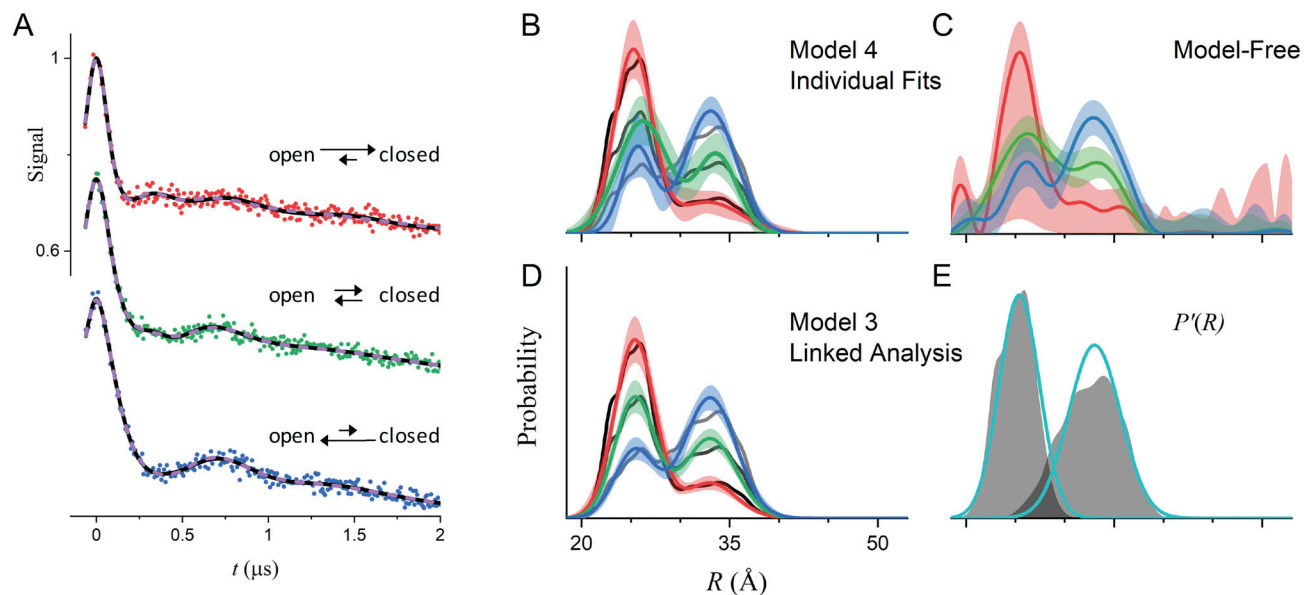 A
1
Signal
0.6
open closed
open closed
open closed
0 0.5 1 1.5 2
t (μs)
B
Model 4
Individual Fits
C
Model-Free
D
Model 3
Linked Analysis
Probability
20 35 50
R (Å)
E
P'(R)